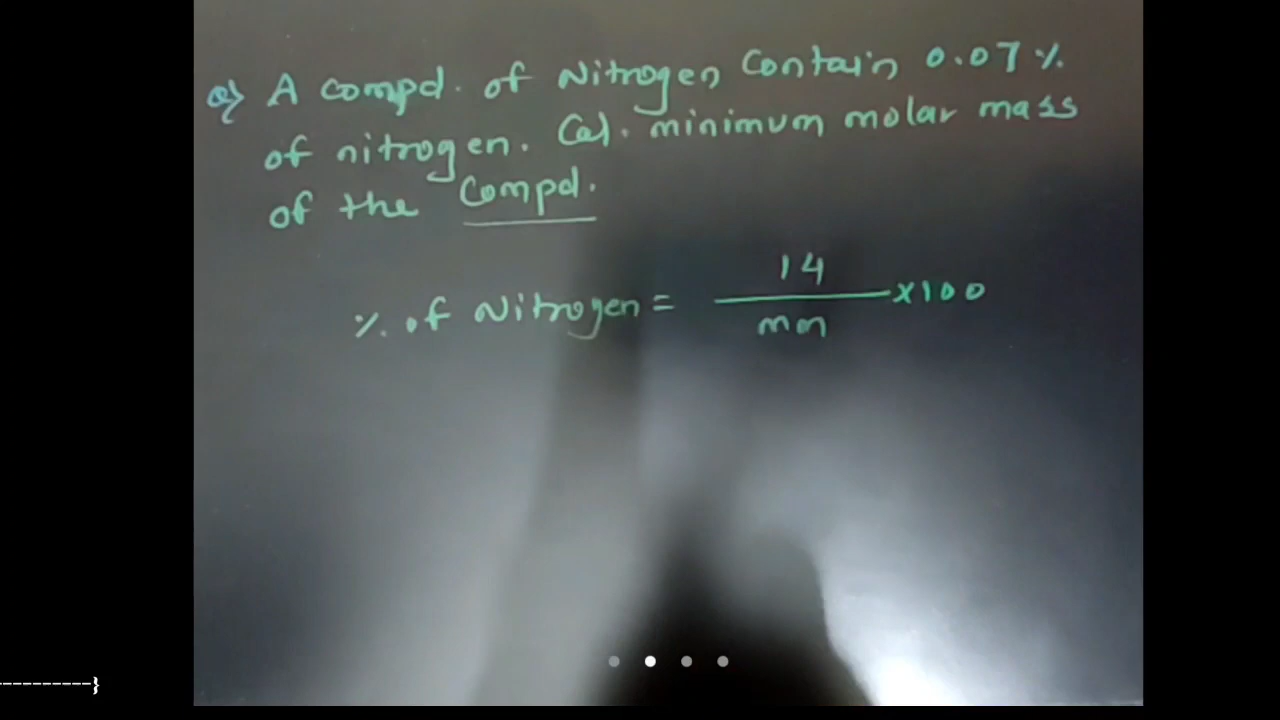 Q) A compd. of Nitrogen Contain 0.07%
of nitrogen. Cal. minimum molar mass
of the Compd.
14
% of Nitrogen = ×100
mm
----------}